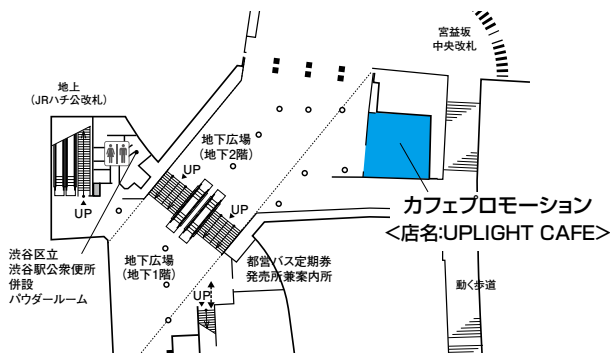 宮益坂
中央改札
地上
(JRハチ公改札)
地下広場
(地下2階)
UP
UP
UP
カフェプロモーション
<店名:UPLIGHT CAFE>
渋谷区立
渋谷駅公衆便所
併設
パウダールーム
地下広場
(地下1階)
都営バス定期券
発売所兼案内所
UP
動く歩道